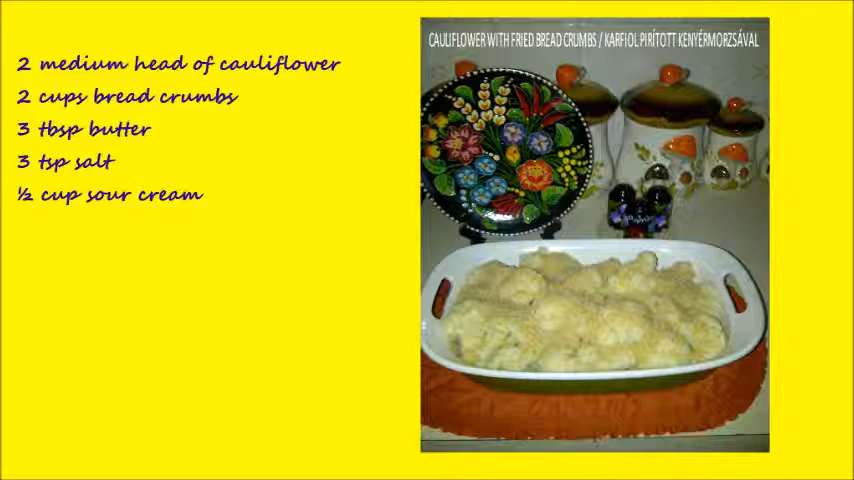 2 medium head of cauliflower
2 cups bread crumbs
3 tbsp butter
3 tsp salt
½ cup sour cream
CAULIFLOWER WITH FRIED BREAD CRUMBS / KARFIOL PIRÍTOTT KENYÉRMORZSÁVAL